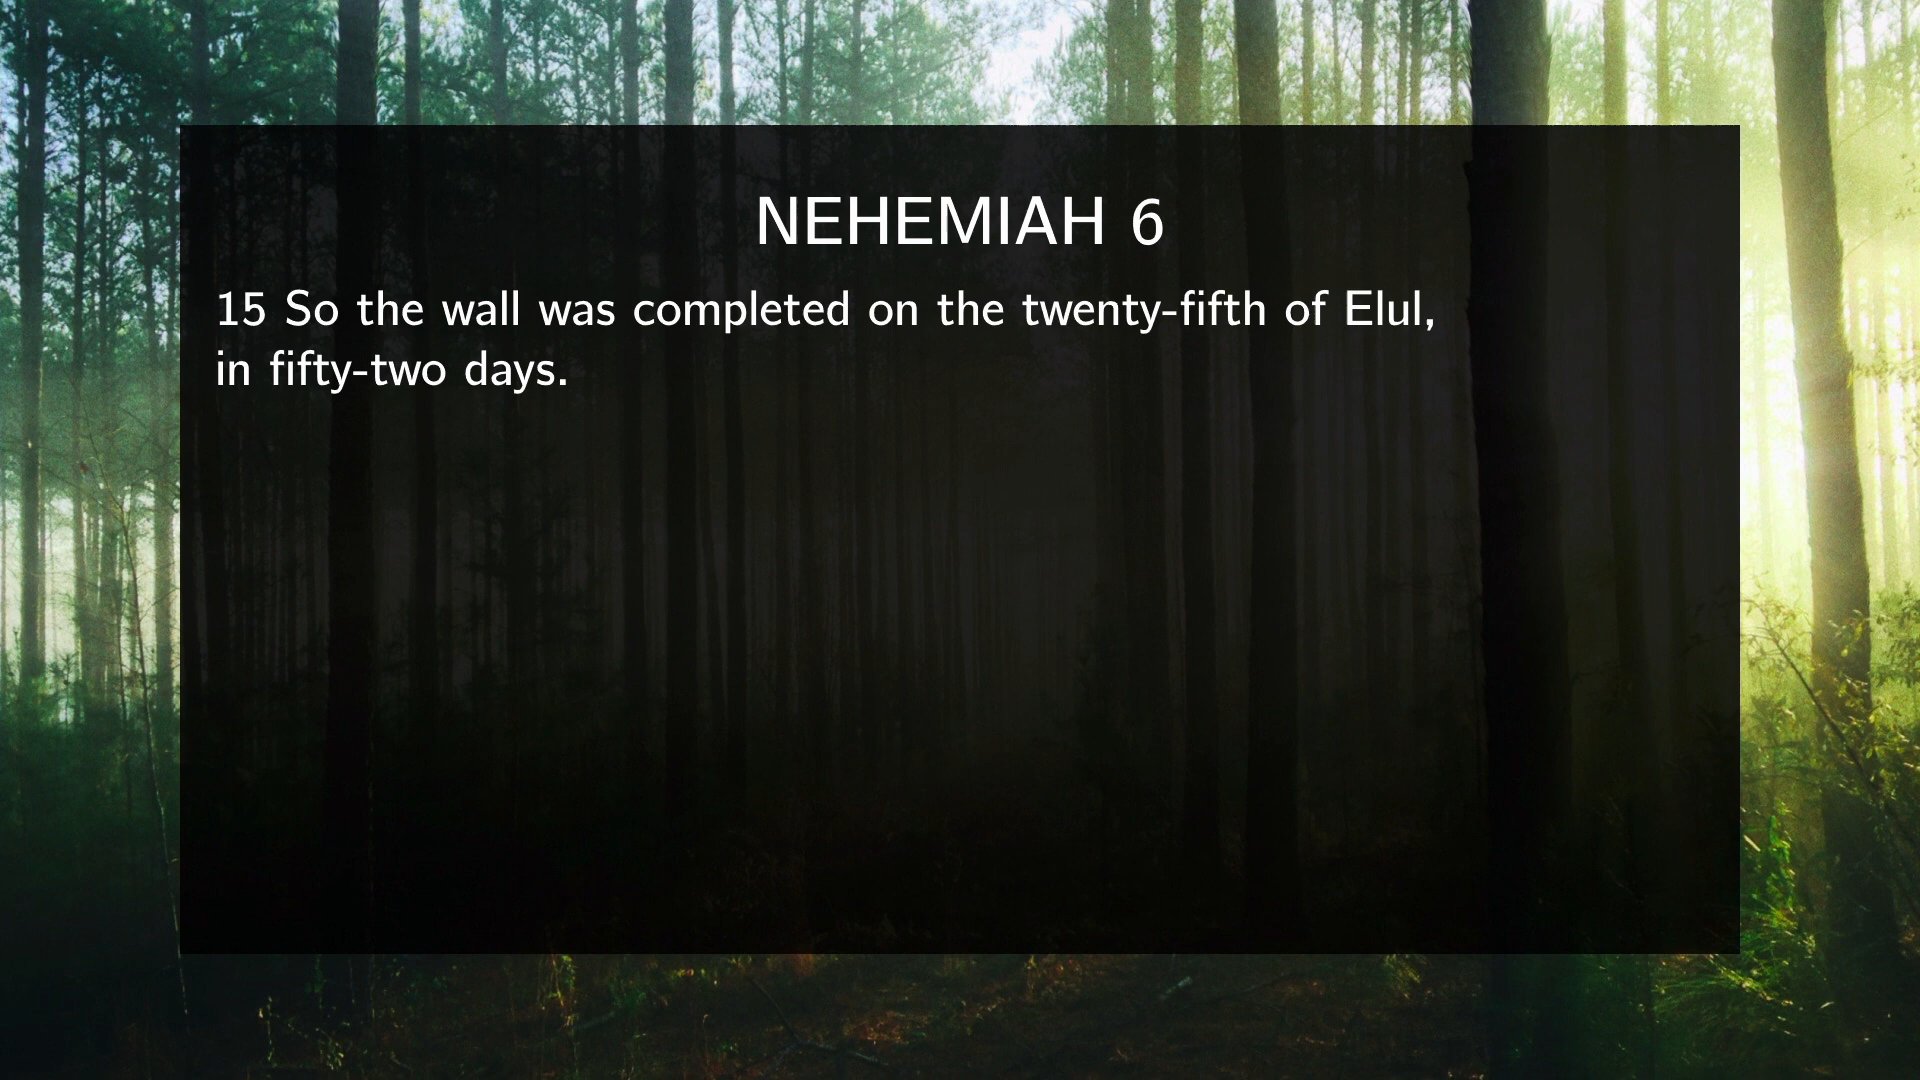 NEHEMIAH 6
15 So the wall was completed on the twenty-fifth of Elul,
in fifty-two days.